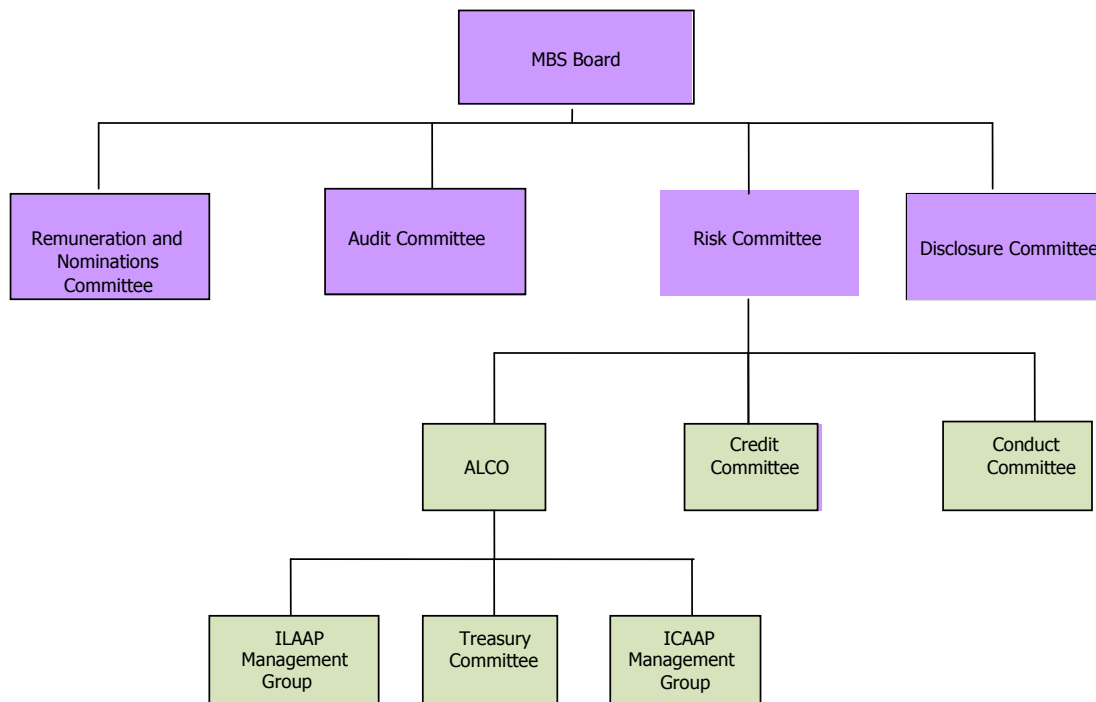 MBS Board
Remuneration and
Nominations
Committee
Audit Committee
Risk Committee
Disclosure Committee
ALCO
Credit
Committee
Conduct
Committee
ILAAP
Management
Group
Treasury
Committee
ICAAP
Management
Group